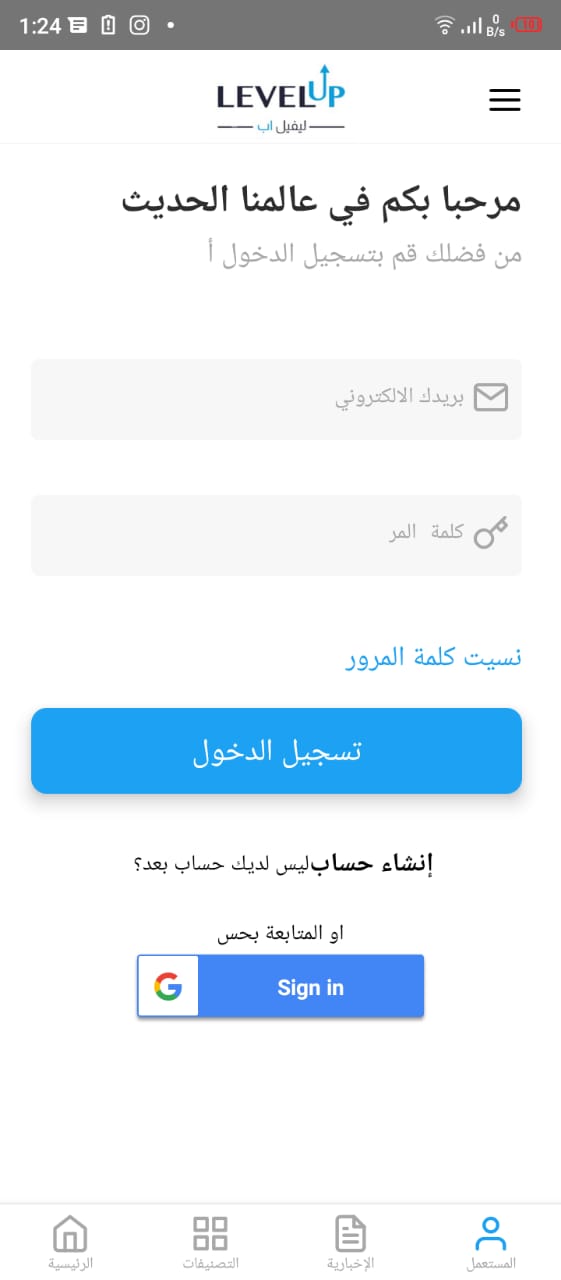 1:24
0
B/s
10
LEVELUP
ليفيل اب
مرحبا بكم في عالمنا الحديث
من فضلك قم بتسجيل الدخول أ
بريدك الالكتروني
كلمة المر
نسيت كلمة المرور
تسجيل الدخول
إنشاء حسابليس لديك حساب بعد؟
او المتابعة بحس
Sign in
المستعمل
الإخبارية
التصنيفات
الرئيسية